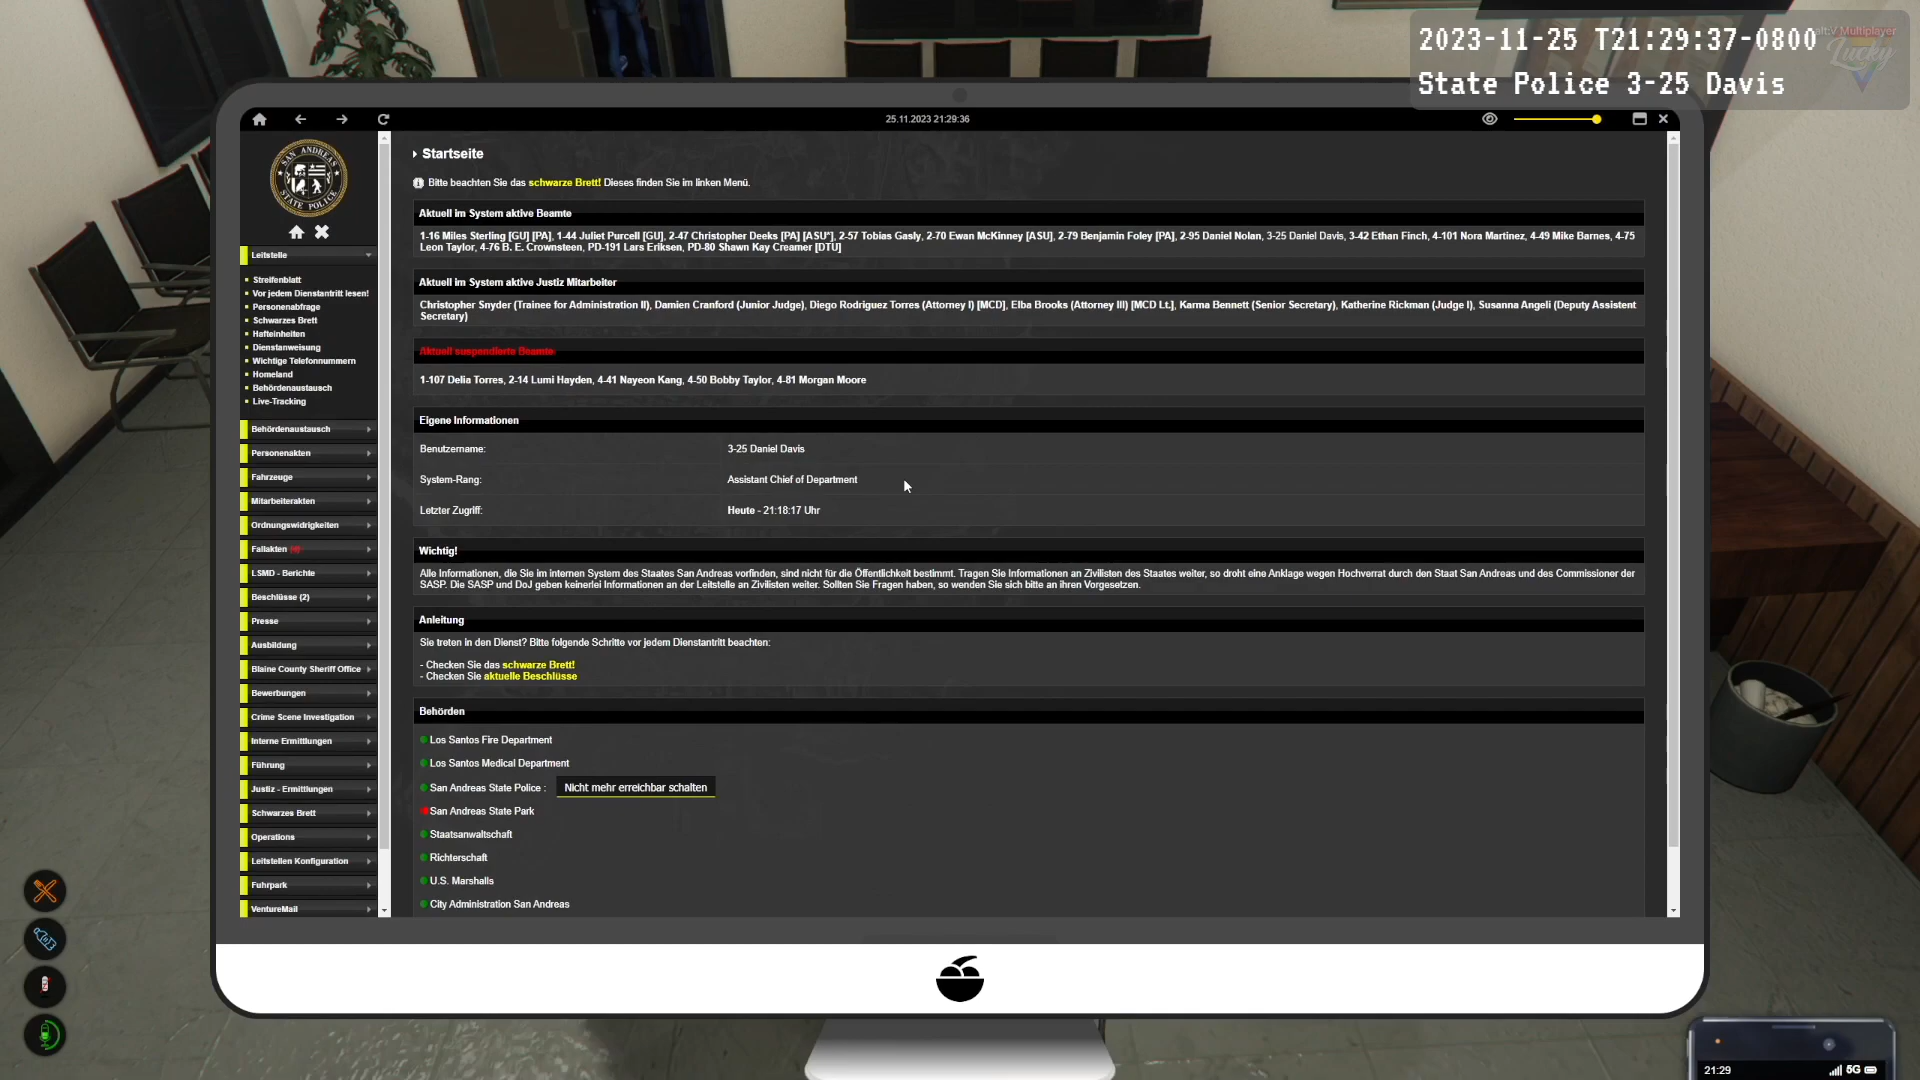 2023-11-25 T21:29:37-0800
State Police 3-25 Davis
alt:V Multiplayer
Lucky
25.11.2023 21:29:36
SAN ANDREAS
STATE POLICE
Leitstelle
Streifenblatt
Vor jedem Dienstantritt lesen!
Personenabfrage
Schwarzes Brett
Hafteinheiten
Dienstanweisung
Wichtige Telefonnummern
Homeland
Behördenaustausch
Live-Tracking
Behördenaustausch
Personenakten
Fahrzeuge
Mitarbeiterakten
Ordnungswidrigkeiten
Fallakten
LSMD - Berichte
Beschlüsse (2)
Presse
Ausbildung
Blaine County Sheriff Office
Bewerbungen
Crime Scene Investigation
Interne Ermittlungen
Führung
Justiz - Ermittlungen
Schwarzes Brett
Operations
Leitstellen Konfiguration
Fuhrpark
VentureMail
Startseite
Bitte beachten Sie das schwarze Brett! Dieses finden Sie im linken Menü.
Aktuell im System aktive Beamte
1-16 Miles Sterling [GU] [PA], 1-44 Juliet Purcell [GU], 2-47 Christopher Deeks [PA] [ASU*], 2-57 Tobias Gasly, 2-70 Ewan McKinney [ASU], 2-79 Benjamin Foley [PA], 2-95 Daniel Nolan, 3-25 Daniel Davis, 3-42 Ethan Finch, 4-101 Nora Martinez, 4-49 Mike Barnes, 4-75
Leon Taylor, 4-76 B. E. Crownsteen, PD-191 Lars Eriksen, PD-80 Shawn Kay Creamer [DTU]
Aktuell im System aktive Justiz Mitarbeiter
Christopher Snyder (Trainee for Administration II), Damien Cranford (Junior Judge), Diego Rodriguez Torres (Attorney I) [MCD], Elba Brooks (Attorney III) [MCD Lt.], Karma Bennett (Senior Secretary), Katherine Rickman (Judge I), Susanna Angeli (Deputy Assistent
Secretary)
Aktuell suspendierte Beamte
1-107 Delia Torres, 2-14 Lumi Hayden, 4-41 Nayeon Kang, 4-50 Bobby Taylor, 4-81 Morgan Moore
Eigene Informationen
Benutzername: 3-25 Daniel Davis
System-Rang: Assistant Chief of Department
Letzter Zugriff: Heute - 21:18:17 Uhr
Wichtig!
Alle Informationen, die Sie im internen System des Staates San Andreas vorfinden, sind nicht für die Öffentlichkeit bestimmt. Tragen Sie Informationen an Zivilisten des Staates weiter, so droht eine Anklage wegen Hochverrat durch den Staat San Andreas und des Commissioner der
SASP. Die SASP und DoJ geben keinerlei Informationen an der Leitstelle an Zivilisten weiter. Sollten Sie Fragen haben, so wenden Sie sich bitte an ihren Vorgesetzten.
Anleitung
Sie treten in den Dienst? Bitte folgende Schritte vor jedem Dienstantritt beachten:
- Checken Sie das schwarze Brett!
- Checken Sie aktuelle Beschlüsse
Behörden
Los Santos Fire Department
Los Santos Medical Department
San Andreas State Police : Nicht mehr erreichbar schalten
San Andreas State Park
Staatsanwaltschaft
Richterschaft
U.S. Marshalls
City Administration San Andreas
21:29
5G